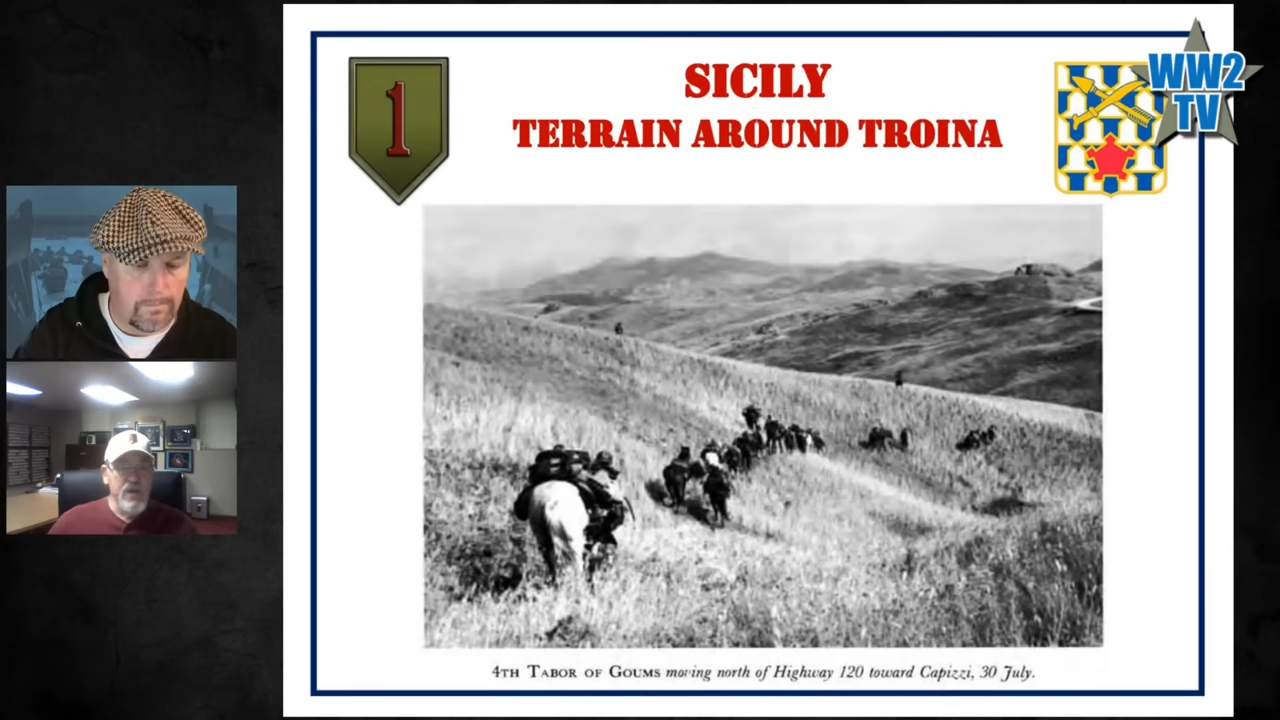 1
SICILY
TERRAIN AROUND TROINA
WW2
TV
4TH TABOR OF GOUMS moving north of Highway 120 toward Capizzi, 30 July.